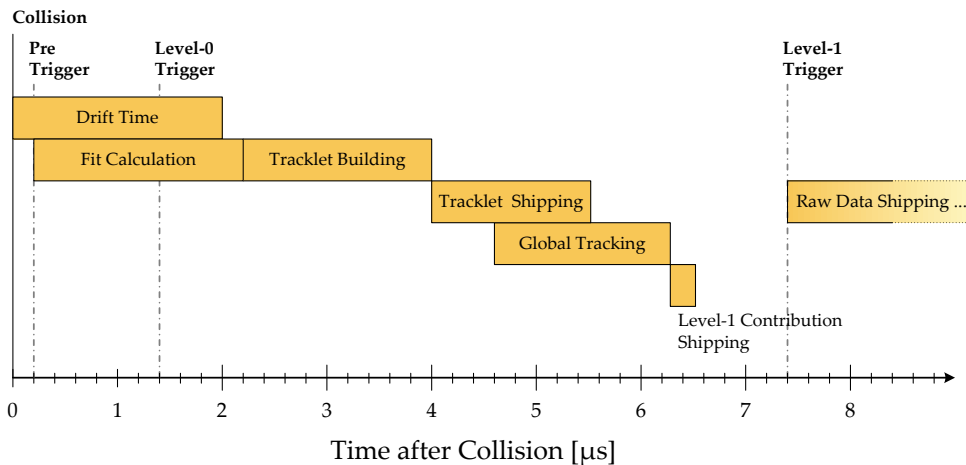 Collision
Pre
Trigger
Level-0
Trigger
Level-1
Trigger
Drift Time
Fit Calculation
Tracklet Building
Tracklet Shipping
Raw Data Shipping ...
Global Tracking
Level-1 Contribution
Shipping
0 1 2 3 4 5 6 7 8
Time after Collision [µs]